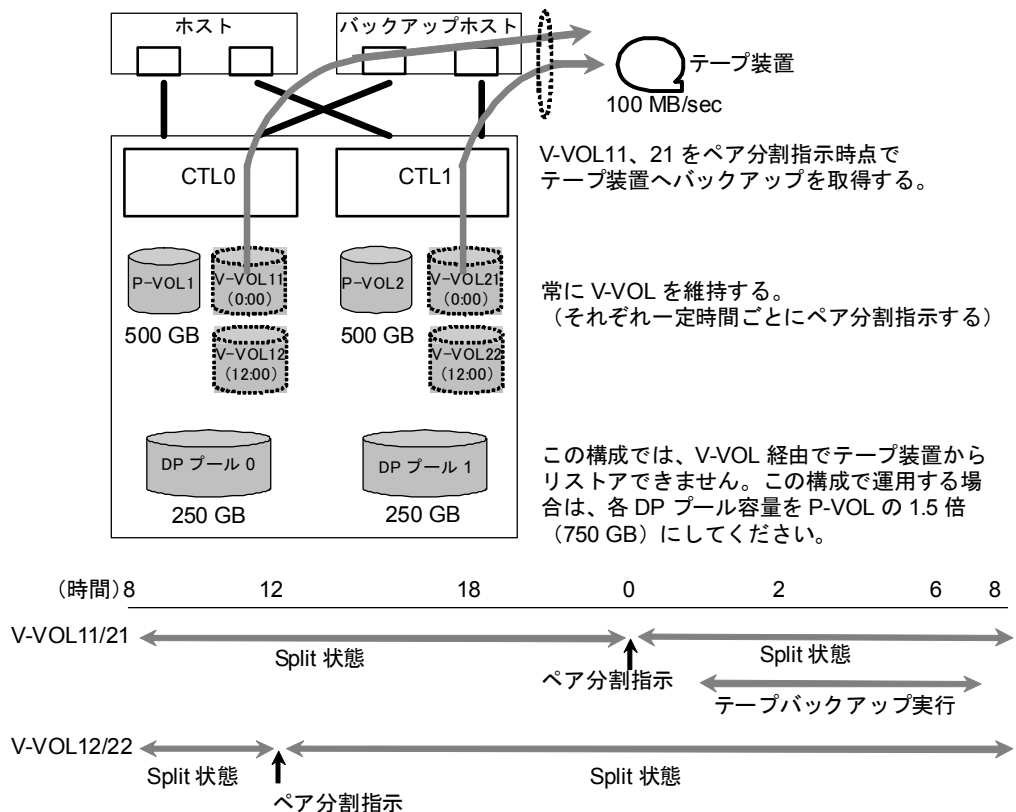 ホスト
バックアップホスト
テープ装置
100 MB/sec
CTL0
CTL1
V-VOL11、21 をペア分割指示時点で
テープ装置へバックアップを取得する。
P-VOL1
V-VOL11
（0:00）
P-VOL2
V-VOL21
（0:00）
500 GB
500 GB
V-VOL12
（12:00）
V-VOL22
（12:00）
常に V-VOL を維持する。
（それぞれ一定時間ごとにペア分割指示する）
DP プール 0
DP プール 1
250 GB
250 GB
この構成では、V-VOL 経由でテープ装置から
リストアできません。この構成で運用する場
合は、各 DP プール容量を P-VOL の 1.5 倍
（750 GB）にしてください。
（時間） 8 12 18 0 2 6 8
V-VOL11/21
Split 状態
Split 状態
ペア分割指示
テープバックアップ実行
V-VOL12/22
Split 状態
Split 状態
ペア分割指示